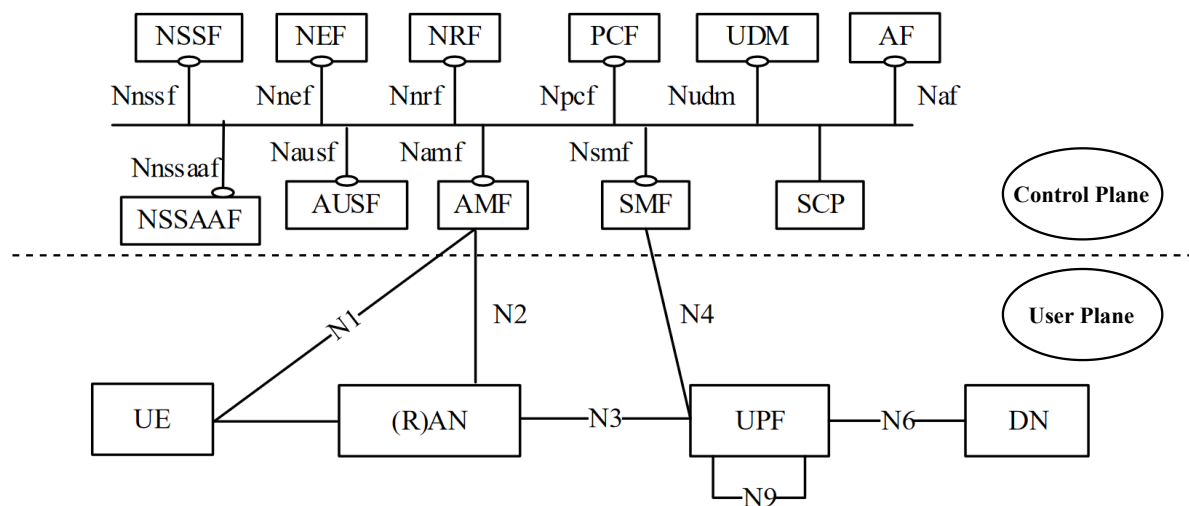 NSSF NEF NRF PCF UDM AF
Nnssf Nnef Nnrf Npcf Nudm Naf
Nnssaaf Nausf Namf Nsmf
NSSAAF AUSF AMF SMF SCP
Control Plane
N1 N2 N4
User Plane
UE (R)AN N3 UPF N6 DN
N9